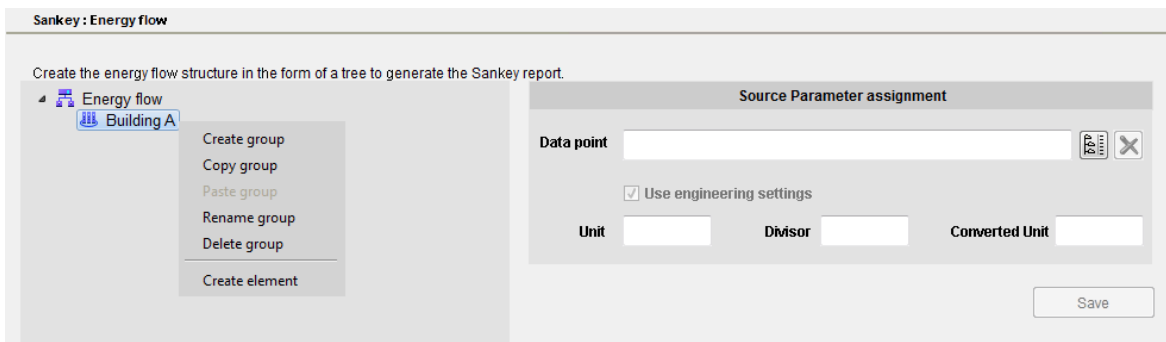 Sankey : Energy flow
Create the energy flow structure in the form of a tree to generate the Sankey report.
Energy flow
Building A
Create group
Copy group
Paste group
Rename group
Delete group
Create element
Source Parameter assignment
Data point
Use engineering settings
Unit Divisor Converted Unit
Save